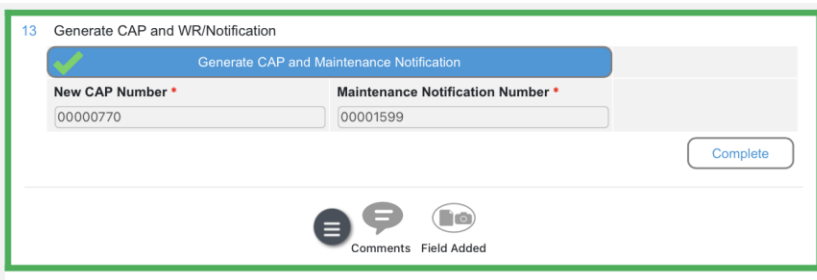 13 Generate CAP and WR/Notification
Generate CAP and Maintenance Notification
New CAP Number * Maintenance Notification Number *
00000770 00001599
Complete
Comments Field Added